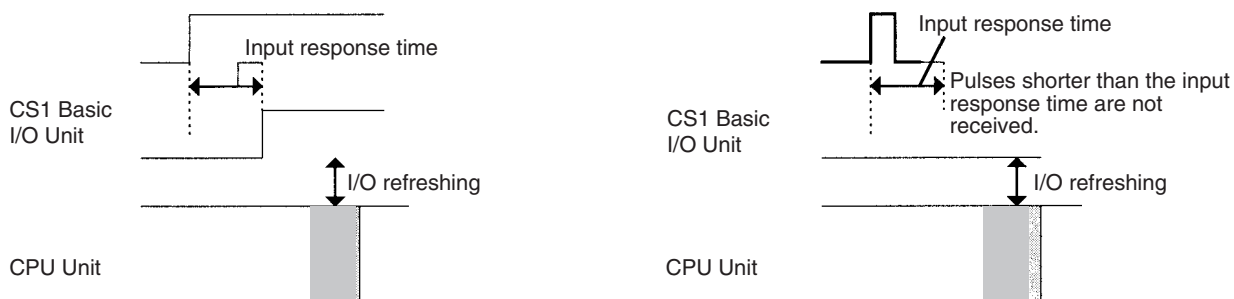 Input response time
CS1 Basic
I/O Unit
I/O refreshing
CPU Unit
Input response time
Pulses shorter than the input
response time are not
received.
CS1 Basic
I/O Unit
I/O refreshing
CPU Unit